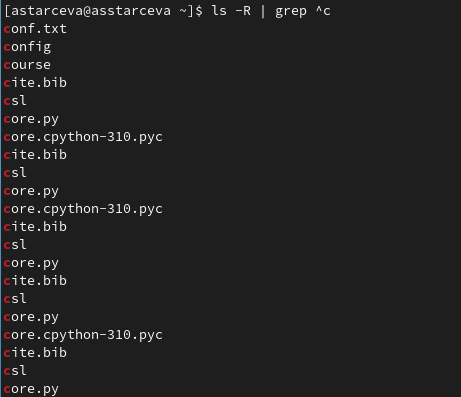 [astarceva@asstarceva ~]$ ls -R | grep ^c
conf.txt
config
course
cite.bib
csl
core.py
core.cpython-310.pyc
cite.bib
csl
core.py
core.cpython-310.pyc
cite.bib
csl
core.py
cite.bib
csl
core.py
core.cpython-310.pyc
cite.bib
csl
core.py